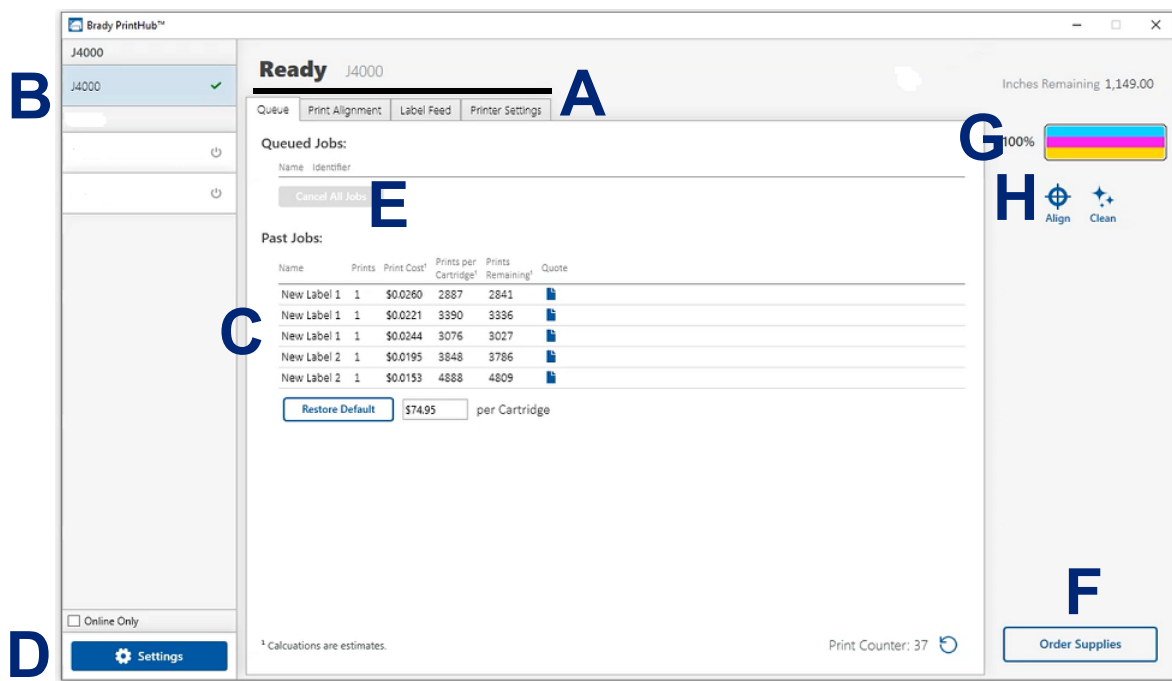 Brady PrintHub™
J4000
B
J4000
Online Only
D
Settings
Ready J4000
A
Queue Print Alignment Label Feed Printer Settings
Queued Jobs:
Name Identifier
Cancel All Jobs
E
Past Jobs:
Name Prints Print Cost¹ Prints per Cartridge¹ Prints Remaining¹ Quote
New Label 1 1 $0.0260 2887 2841
New Label 1 1 $0.0221 3390 3336
C
New Label 1 1 $0.0244 3076 3027
New Label 2 1 $0.0195 3848 3786
New Label 2 1 $0.0153 4888 4809
Restore Default $74.95 per Cartridge
¹ Calcuations are estimates.
Print Counter: 37
Inches Remaining 1,149.00
G
100%
H
Align Clean
F
Order Supplies